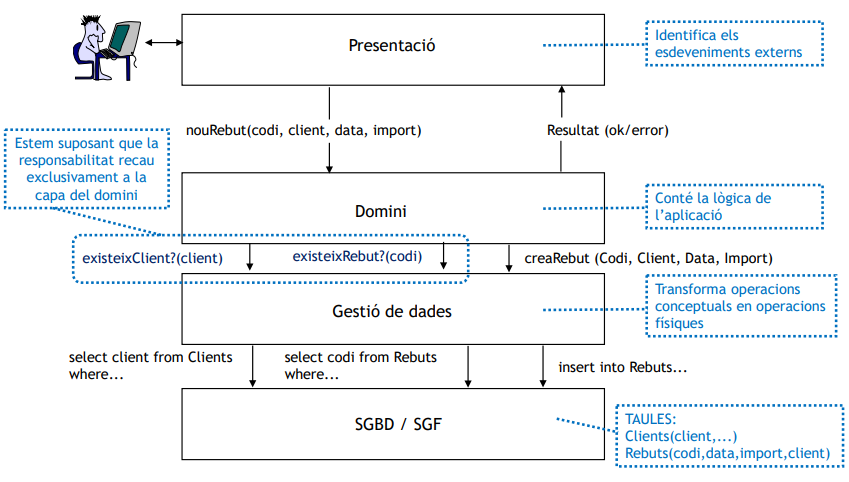 Presentació
Identifica els
esdeveniments externs
nouRebut(codi, client, data, import)
Resultat (ok/error)
Estem suposant que la
responsabilitat recau
exclusivament a la
capa del domini
Domini
Conté la lògica de
l’aplicació
existeixClient?(client)
existeixRebut?(codi)
creaRebut (Codi, Client, Data, Import)
Gestió de dades
Transforma operacions
conceptuals en operacions
físiques
select client from Clients
where...
select codi from Rebuts
where...
insert into Rebuts...
SGBD / SGF
TAULES:
Clients(client,...)
Rebuts(codi,data,import,client)